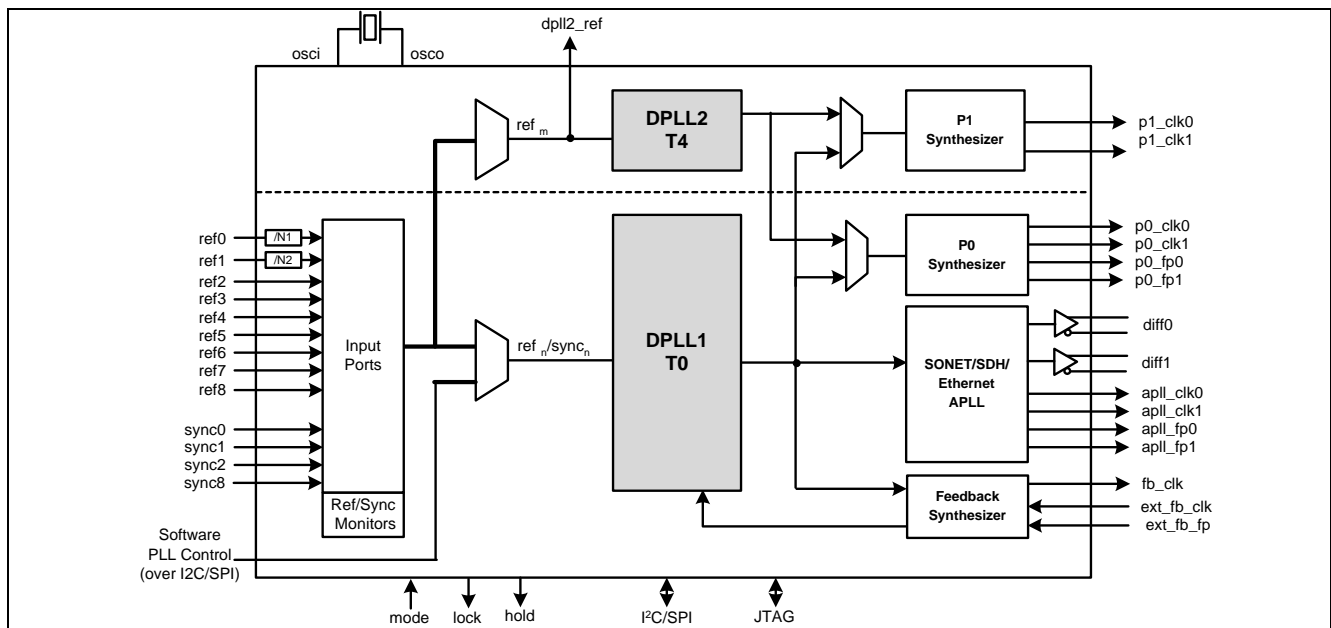 dpll2_ref
osci
osco
ref m
DPLL2
T4
P1
Synthesizer
p1_clk0
p1_clk1
ref0
/N1
ref1
/N2
ref2
ref3
ref4
ref5
ref6
ref7
ref8
sync0
sync1
sync2
sync8
Input
Ports
Ref/Sync
Monitors
Software
PLL Control
(over I2C/SPI)
ref n/syncn
DPLL1
T0
P0
Synthesizer
p0_clk0
p0_clk1
p0_fp0
p0_fp1
SONET/SDH/
Ethernet
APLL
diff0
diff1
apll_clk0
apll_clk1
apll_fp0
apll_fp1
Feedback
Synthesizer
fb_clk
ext_fb_clk
ext_fb_fp
mode
lock
hold
I²C/SPI
JTAG